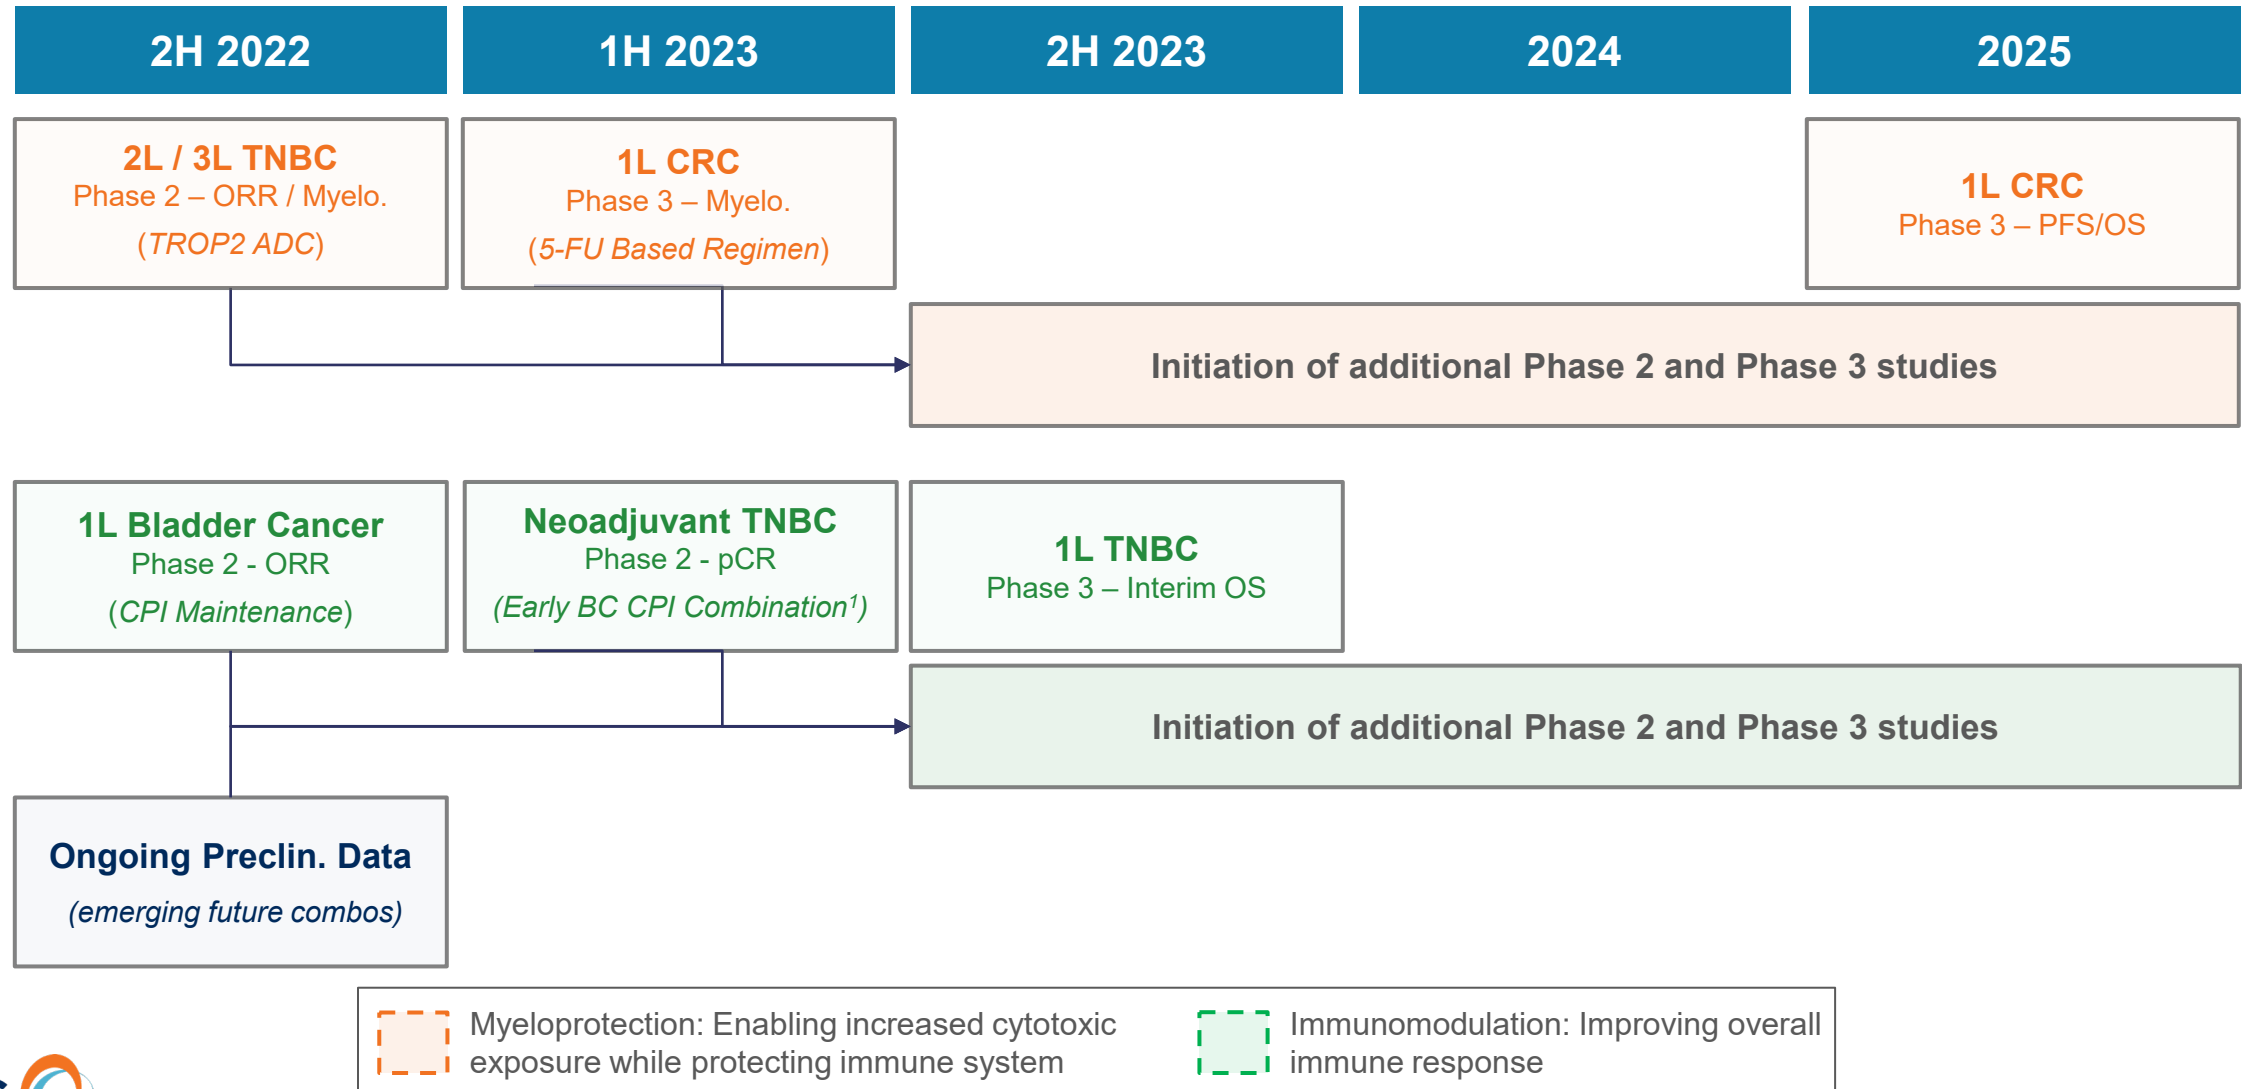 2H 2022
1H 2023
2H 2023
2024
2025
2L / 3L TNBC
Phase 2 – ORR / Myelo.
(TROP2 ADC)
1L CRC
Phase 3 – Myelo.
(5-FU Based Regimen)
1L CRC
Phase 3 – PFS/OS
Initiation of additional Phase 2 and Phase 3 studies
1L Bladder Cancer
Phase 2 - ORR
(CPI Maintenance)
Neoadjuvant TNBC
Phase 2 - pCR
(Early BC CPI Combination¹)
1L TNBC
Phase 3 – Interim OS
Initiation of additional Phase 2 and Phase 3 studies
Ongoing Preclin. Data
(emerging future combos)
Myeloprotection: Enabling increased cytotoxic
exposure while protecting immune system
Immunomodulation: Improving overall
immune response